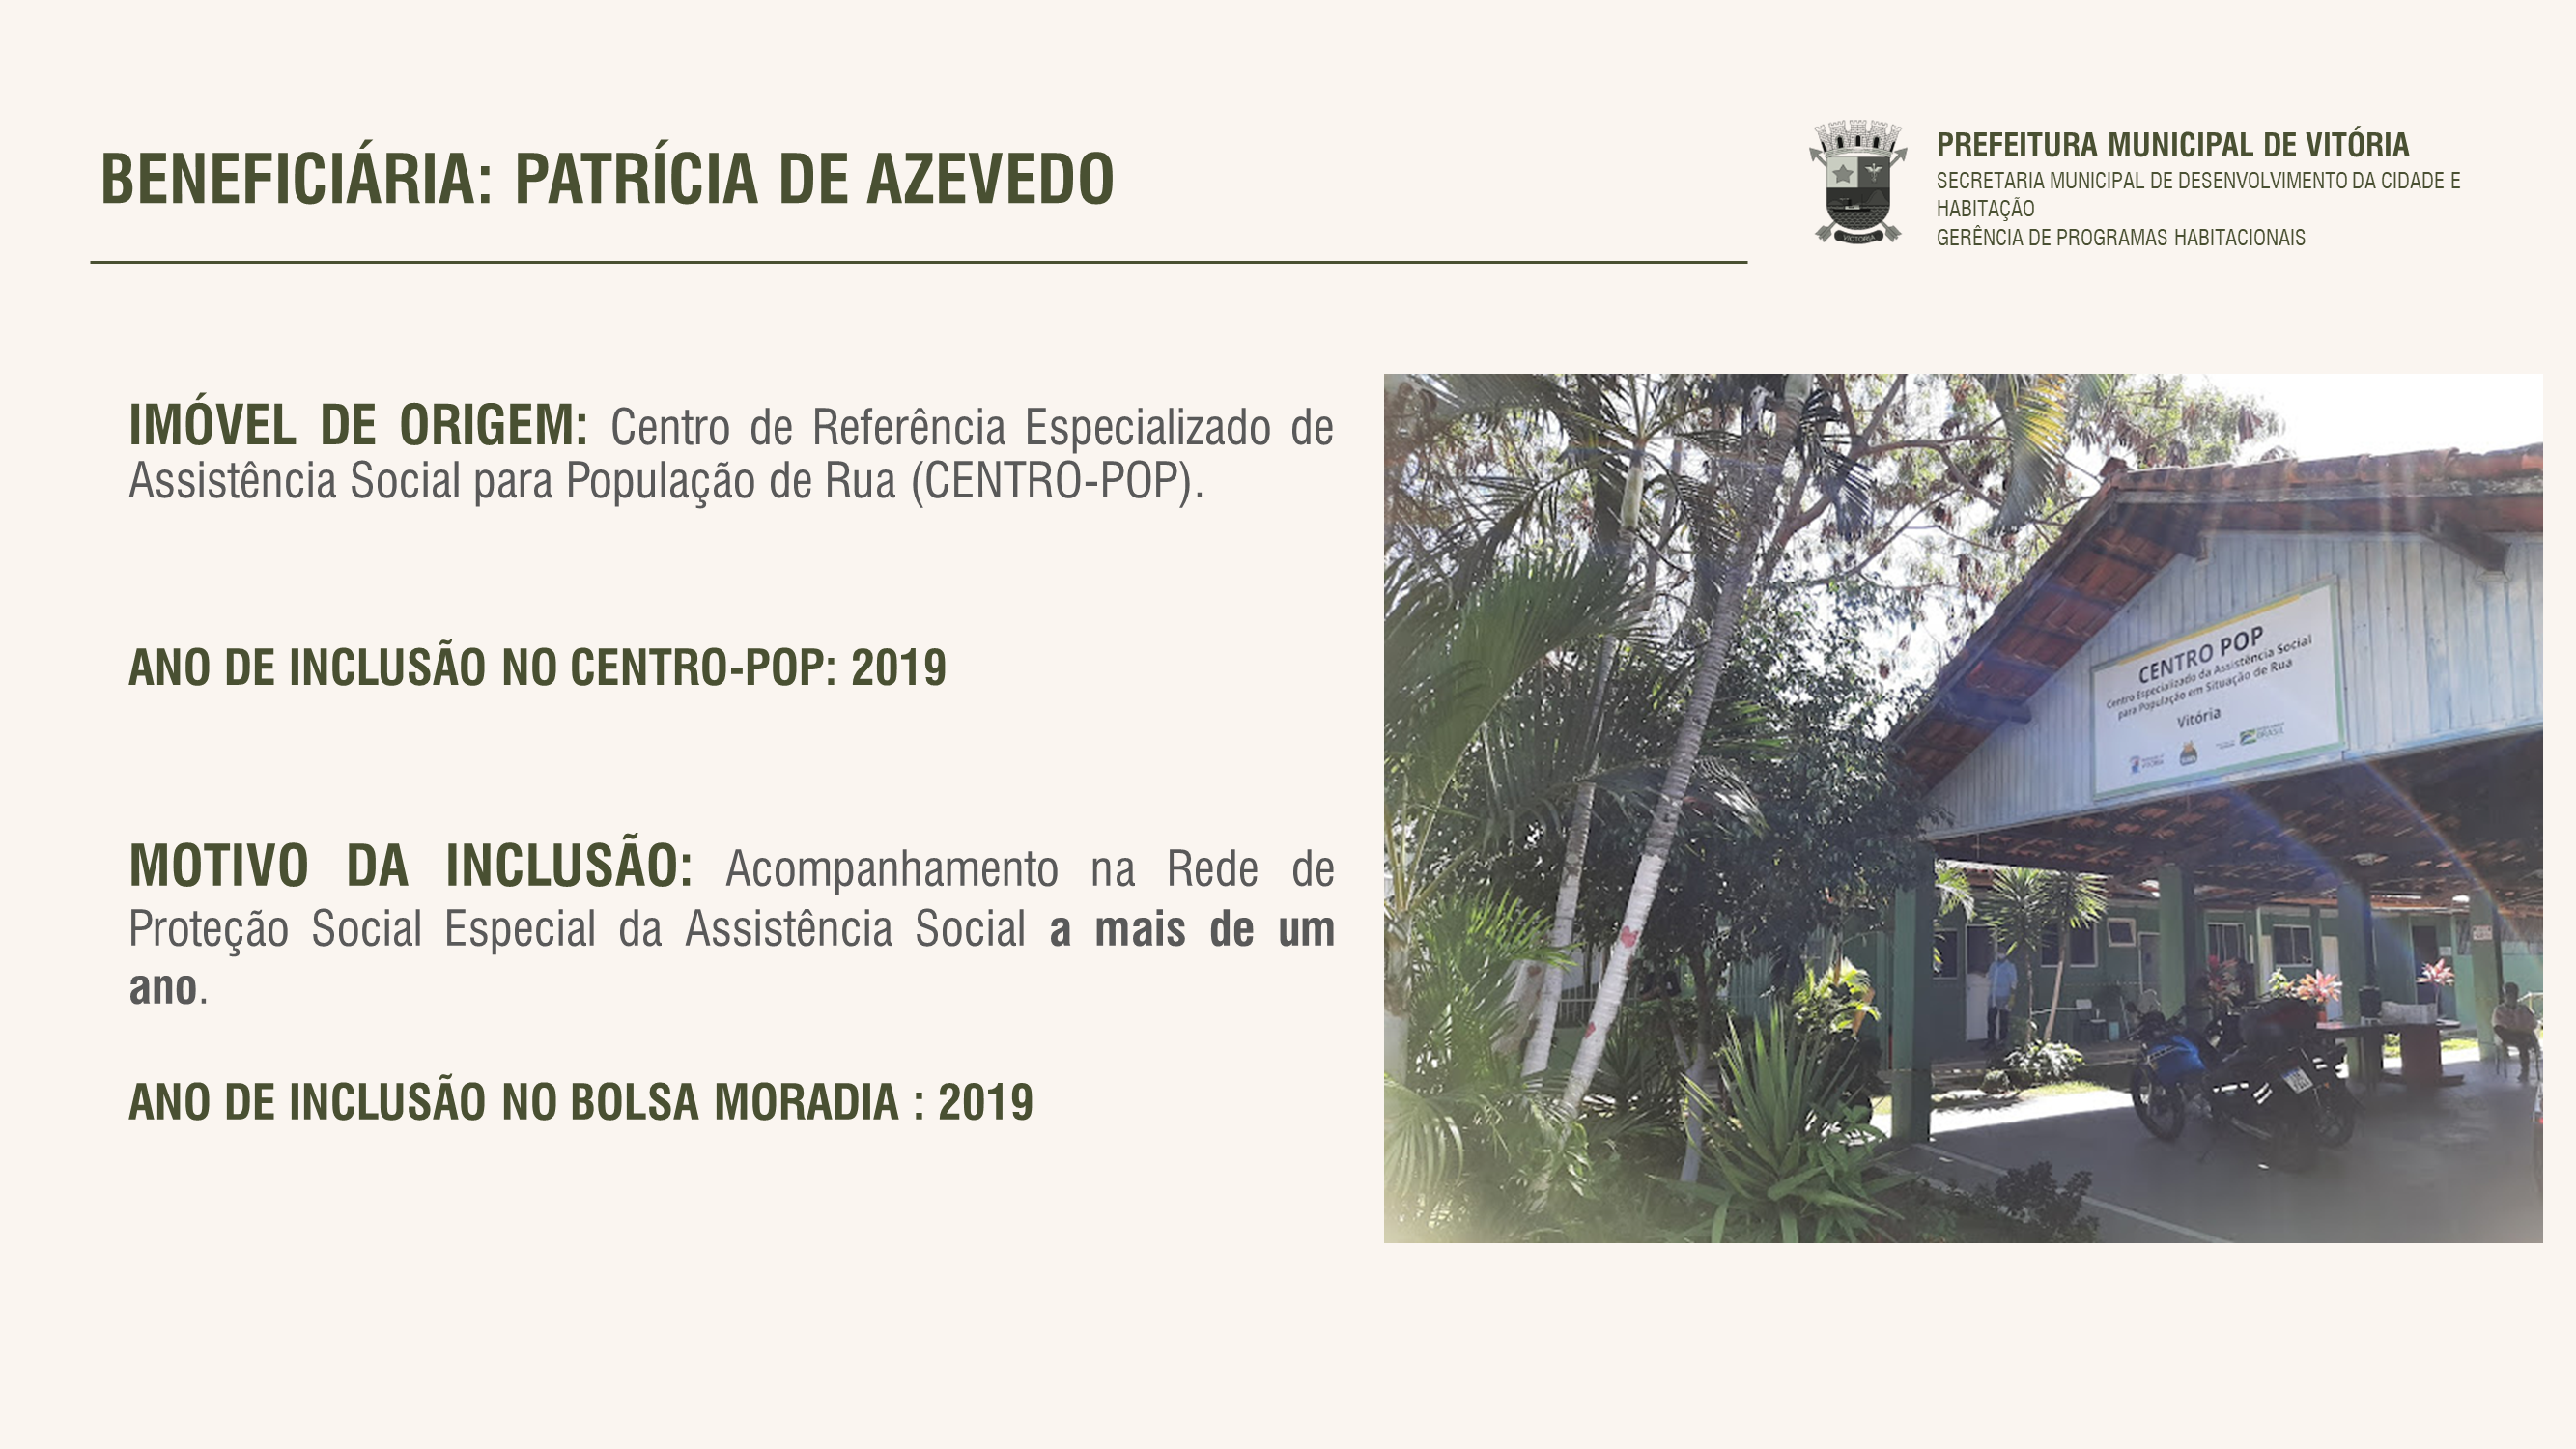 BENEFICIÁRIA: PATRÍCIA DE AZEVEDO
PREFEITURA MUNICIPAL DE VITÓRIA
SECRETARIA MUNICIPAL DE DESENVOLVIMENTO DA CIDADE E
HABITAÇÃO
GERÊNCIA DE PROGRAMAS HABITACIONAIS
VICTORIA
IMÓVEL DE ORIGEM: Centro de Referência Especializado de
Assistência Social para População de Rua (CENTRO-POP).
ANO DE INCLUSÃO NO CENTRO-POP: 2019
MOTIVO DA INCLUSÃO: Acompanhamento na Rede de
Proteção Social Especial da Assistência Social a mais de um
ano.
ANO DE INCLUSÃO NO BOLSA MORADIA : 2019
CENTRO POP
Centro Especializado da Assistência Social
para População em Situação de Rua
Vitória
VITÓRIA
BRASIL